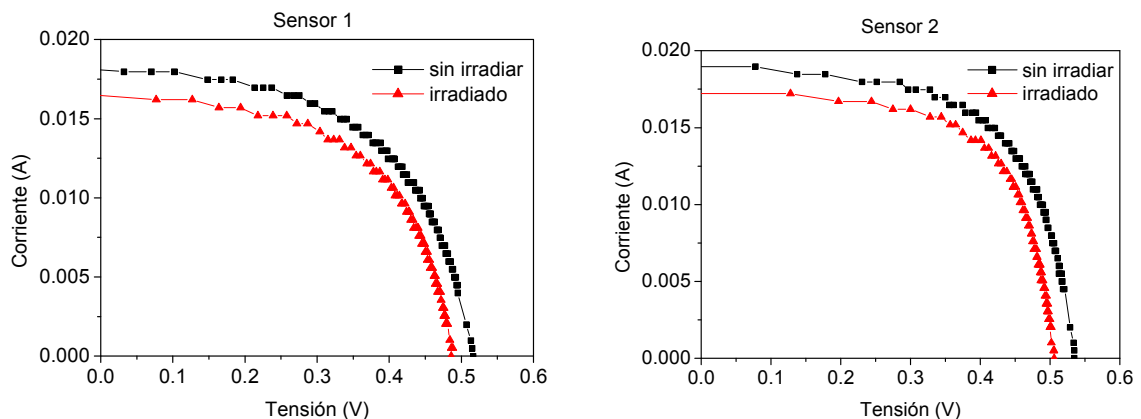 Sensor 1
0.020
0.015
0.010
0.005
0.000
Corriente (A)
sin irradiar
irradiado
0.0 0.1 0.2 0.3 0.4 0.5 0.6
Tensión (V)
Sensor 2
0.020
0.015
0.010
0.005
0.000
Corriente (A)
sin irradiar
irradiado
0.0 0.1 0.2 0.3 0.4 0.5 0.6
Tensión (V)